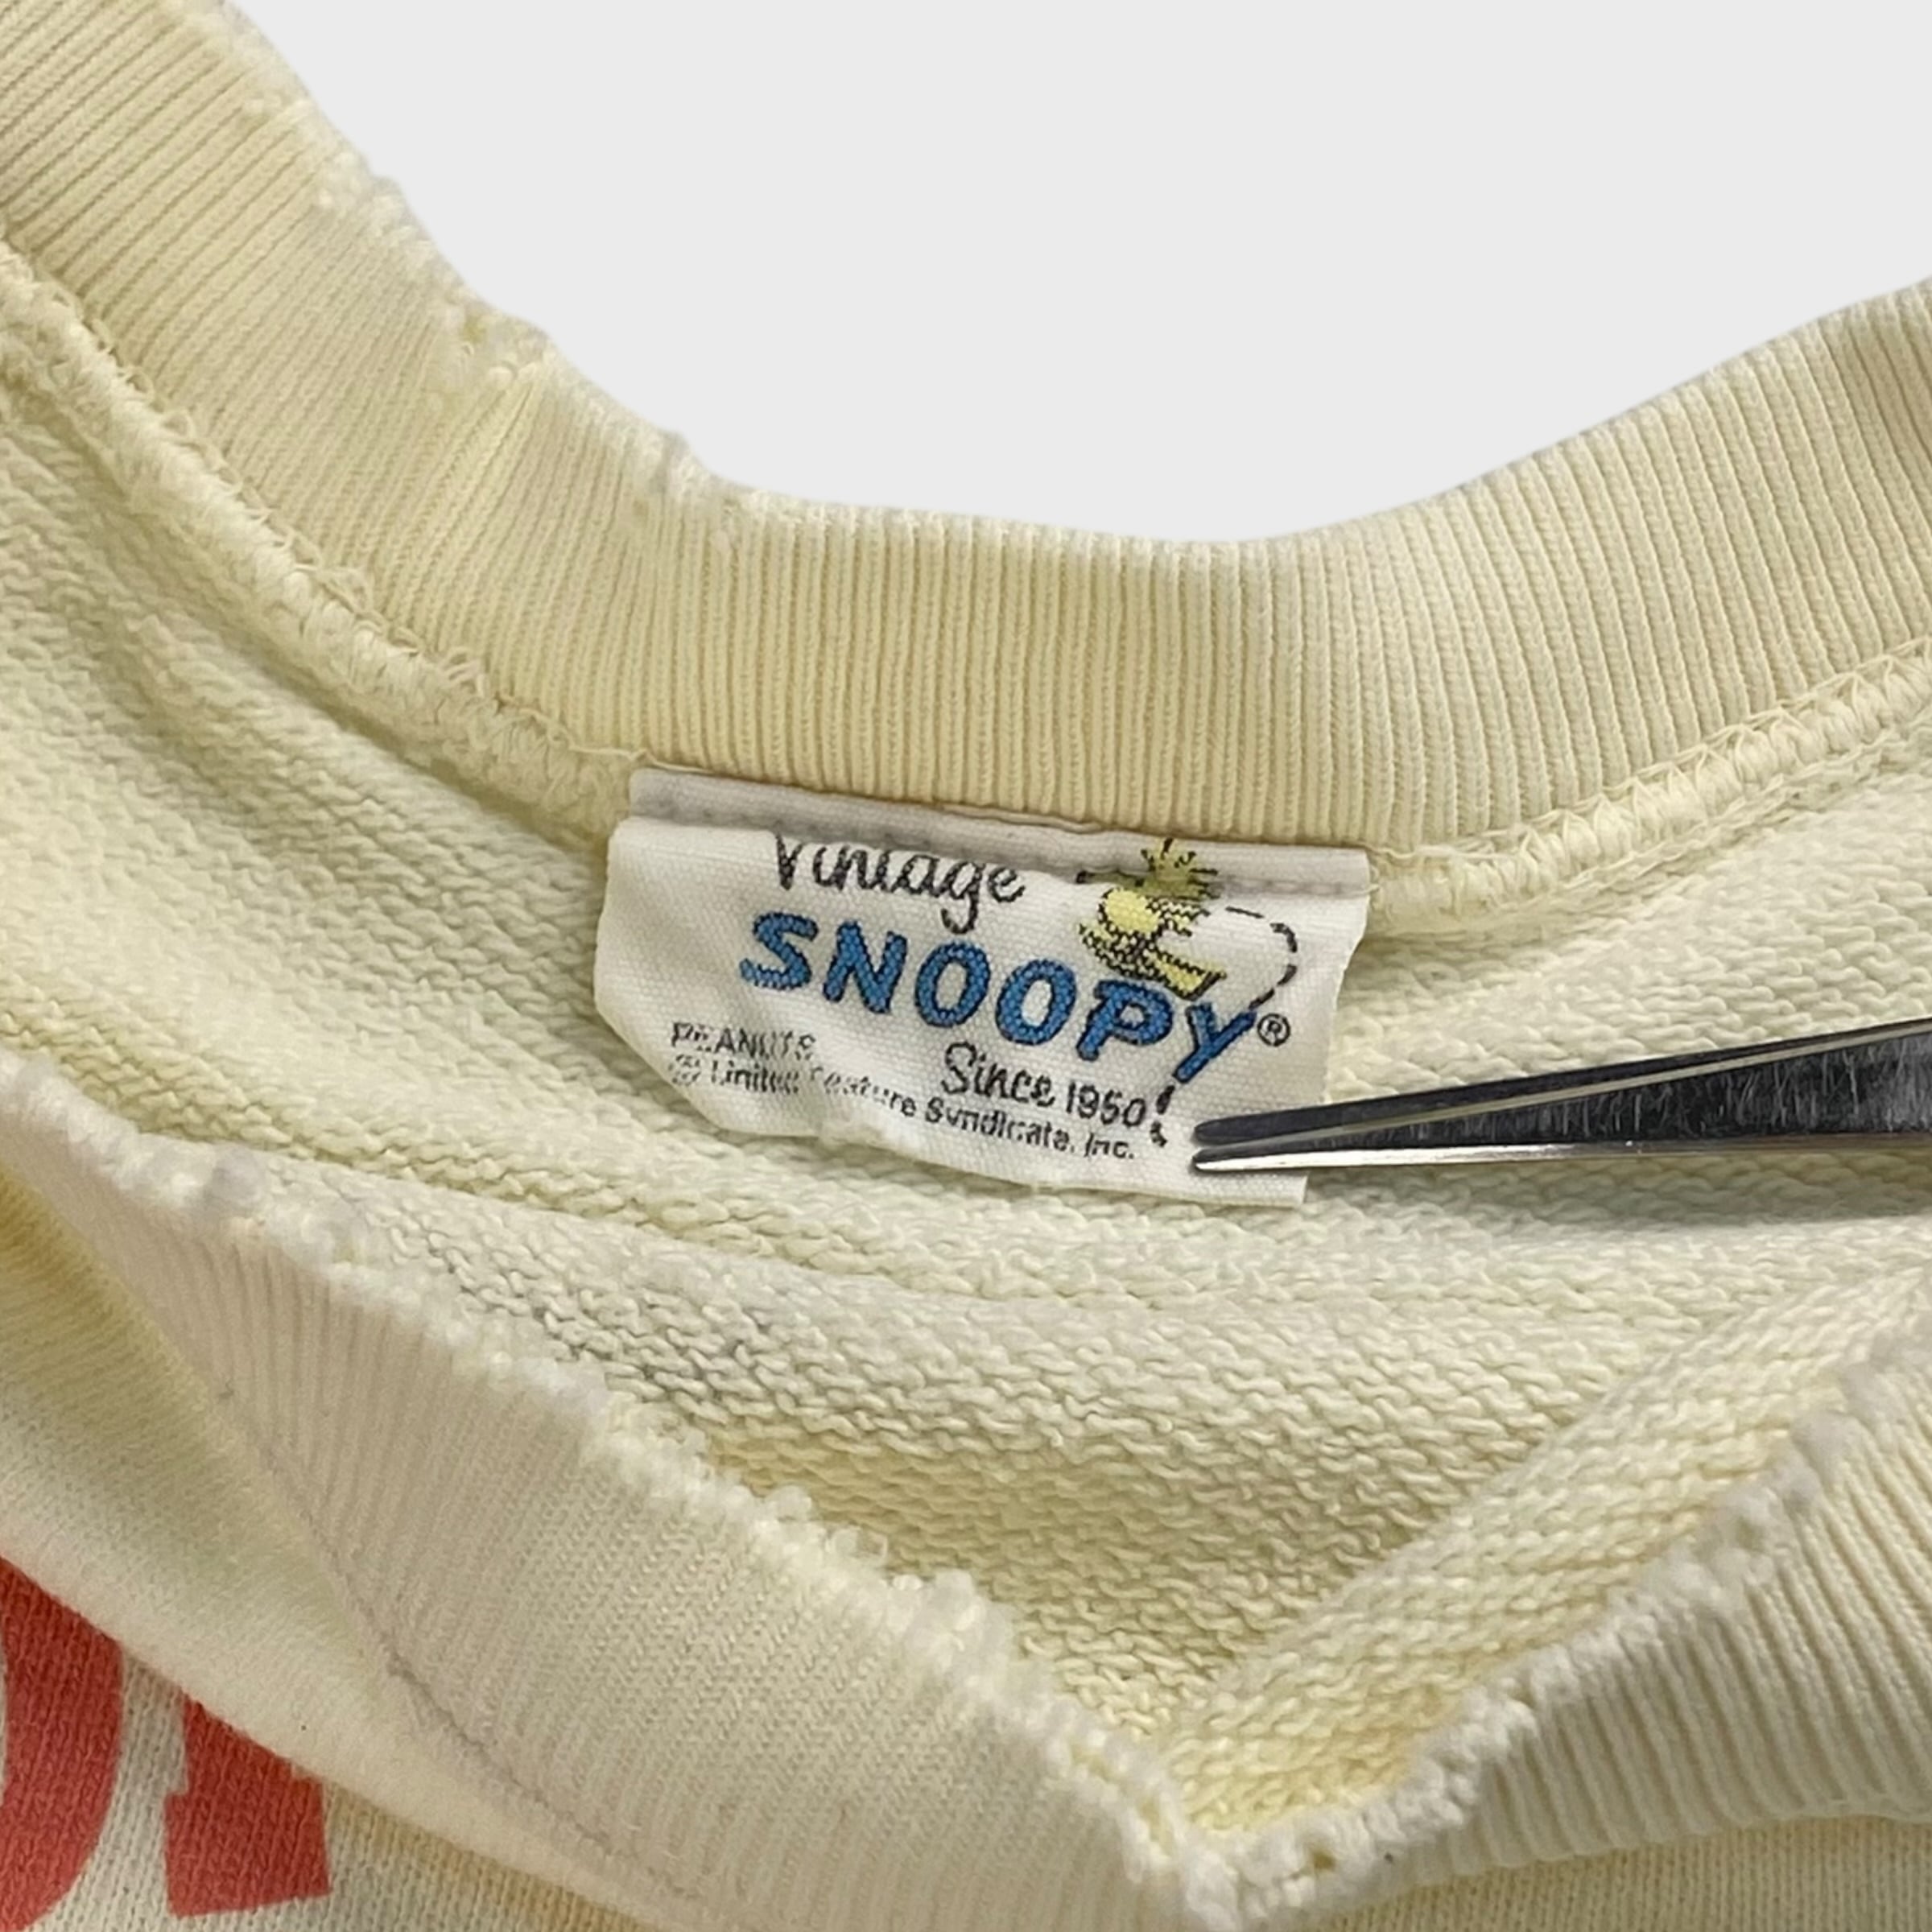 Vintage
SNOOPY®
Since 1950!
PEANUTS
© United Feature Syndicate, Inc.